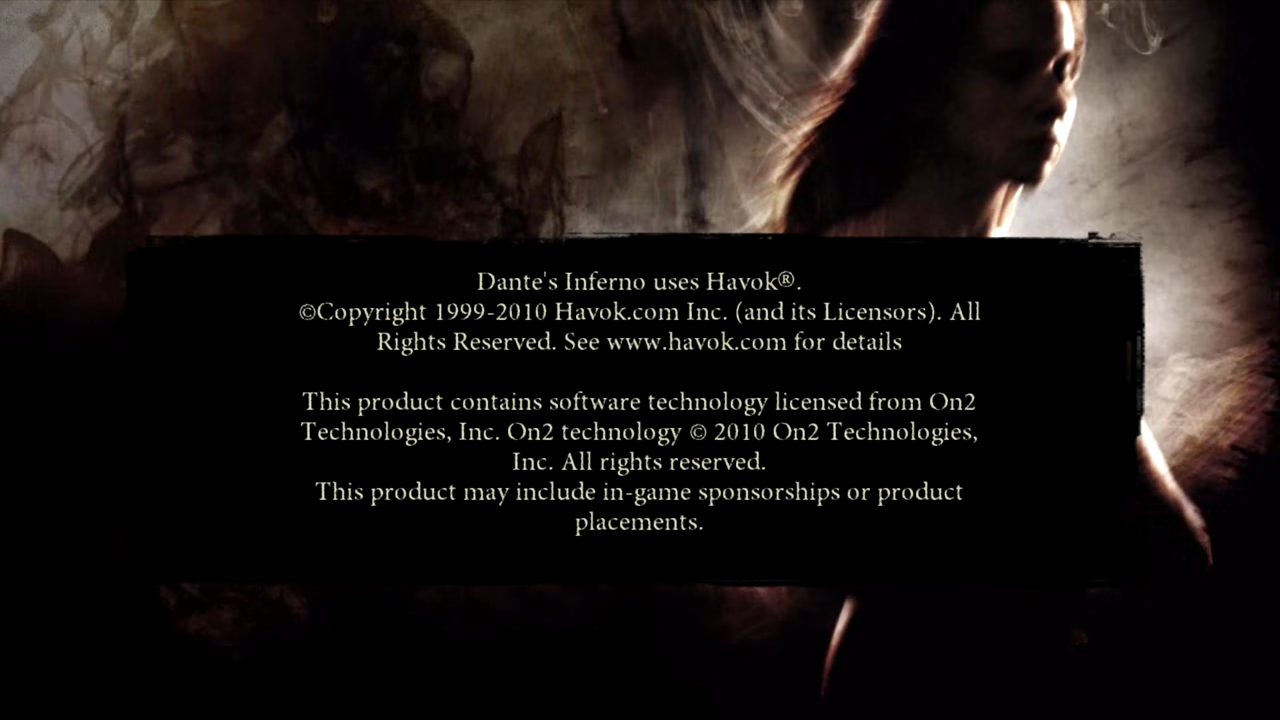 Dante's Inferno uses Havok®.
©Copyright 1999-2010 Havok.com Inc. (and its Licensors). All
Rights Reserved. See www.havok.com for details
This product contains software technology licensed from On2
Technologies, Inc. On2 technology © 2010 On2 Technologies,
Inc. All rights reserved.
This product may include in-game sponsorships or product
placements.